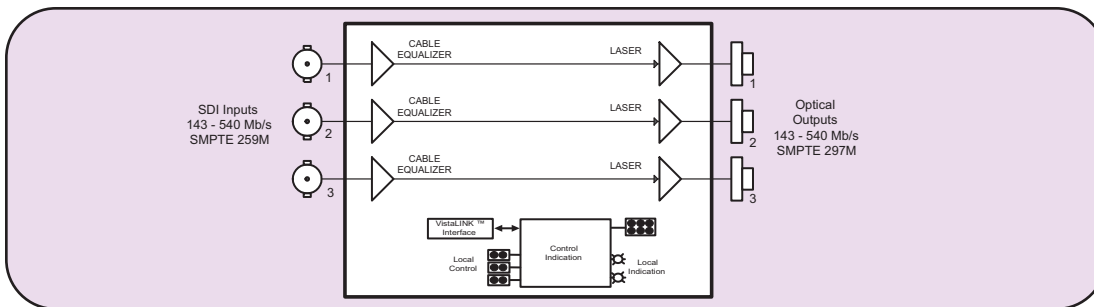 CABLE
EQUALIZER
LASER
1
1
CABLE
EQUALIZER
LASER
SDI Inputs
143 - 540 Mb/s
SMPTE 259M
2
2
Optical
Outputs
143 - 540 Mb/s
SMPTE 297M
CABLE
EQUALIZER
LASER
3
3
VistaLINK ™
Interface
Control
Indication
Local
Control
Local
Indication